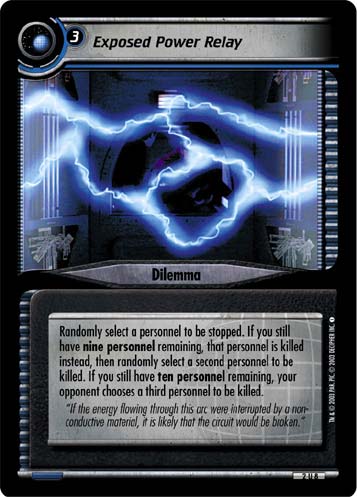 3 Exposed Power Relay
Dilemma
Randomly select a personnel to be stopped. If you still
have nine personnel remaining, that personnel is killed
instead, then randomly select a second personnel to be
killed. If you still have ten personnel remaining, your
opponent chooses a third personnel to be killed.
"If the energy flowing through this arc were interrupted by a non-
conductive material, it is likely that the circuit would be broken."
TM & © 2003 PAR. PIC. © 2003 DECIPHER INC.
2 U 8